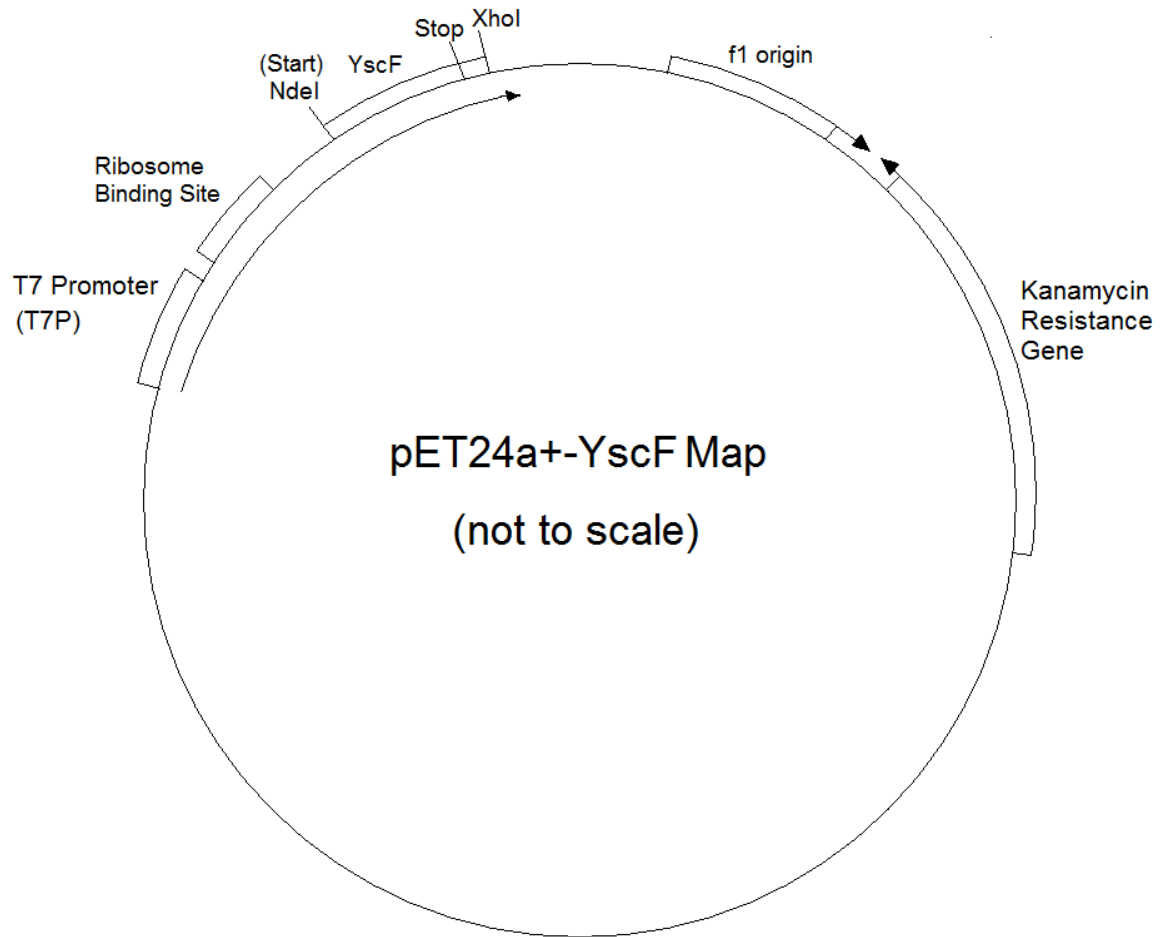 Stop
XhoI
(Start)
NdeI
YscF
f1 origin
Ribosome
Binding Site
T7 Promoter
(T7P)
Kanamycin
Resistance
Gene
pET24a+-YscF Map
(not to scale)